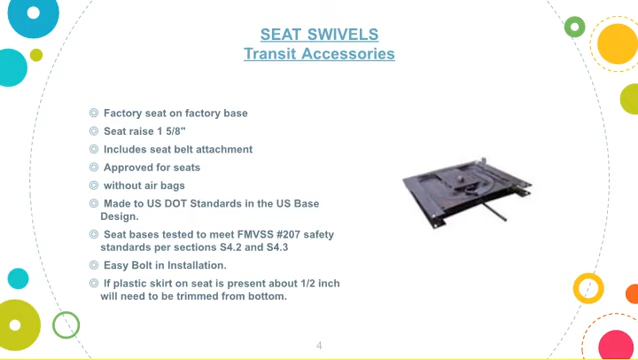 SEAT SWIVELS
Transit Accessories
Factory seat on factory base
Seat raise 1 5/8"
Includes seat belt attachment
Approved for seats
without air bags
Made to US DOT Standards in the US Base
Design.
Seat bases tested to meet FMVSS #207 safety
standards per sections S4.2 and S4.3
Easy Bolt in Installation.
If plastic skirt on seat is present about 1/2 inch
will need to be trimmed from bottom.
4